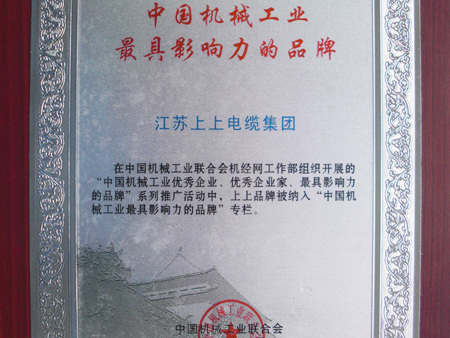 中国机械工业
最具影响力的品牌
江苏上上电缆集团
在中国机械工业联合会机经网工作部组织开展的
“中国机械工业优秀企业、优秀企业家、最具影响力
的品牌”系列推广活动中，上上品牌被纳入“中国机
械工业最具影响力的品牌”专栏。
机械工业联
中国机械工业联合会